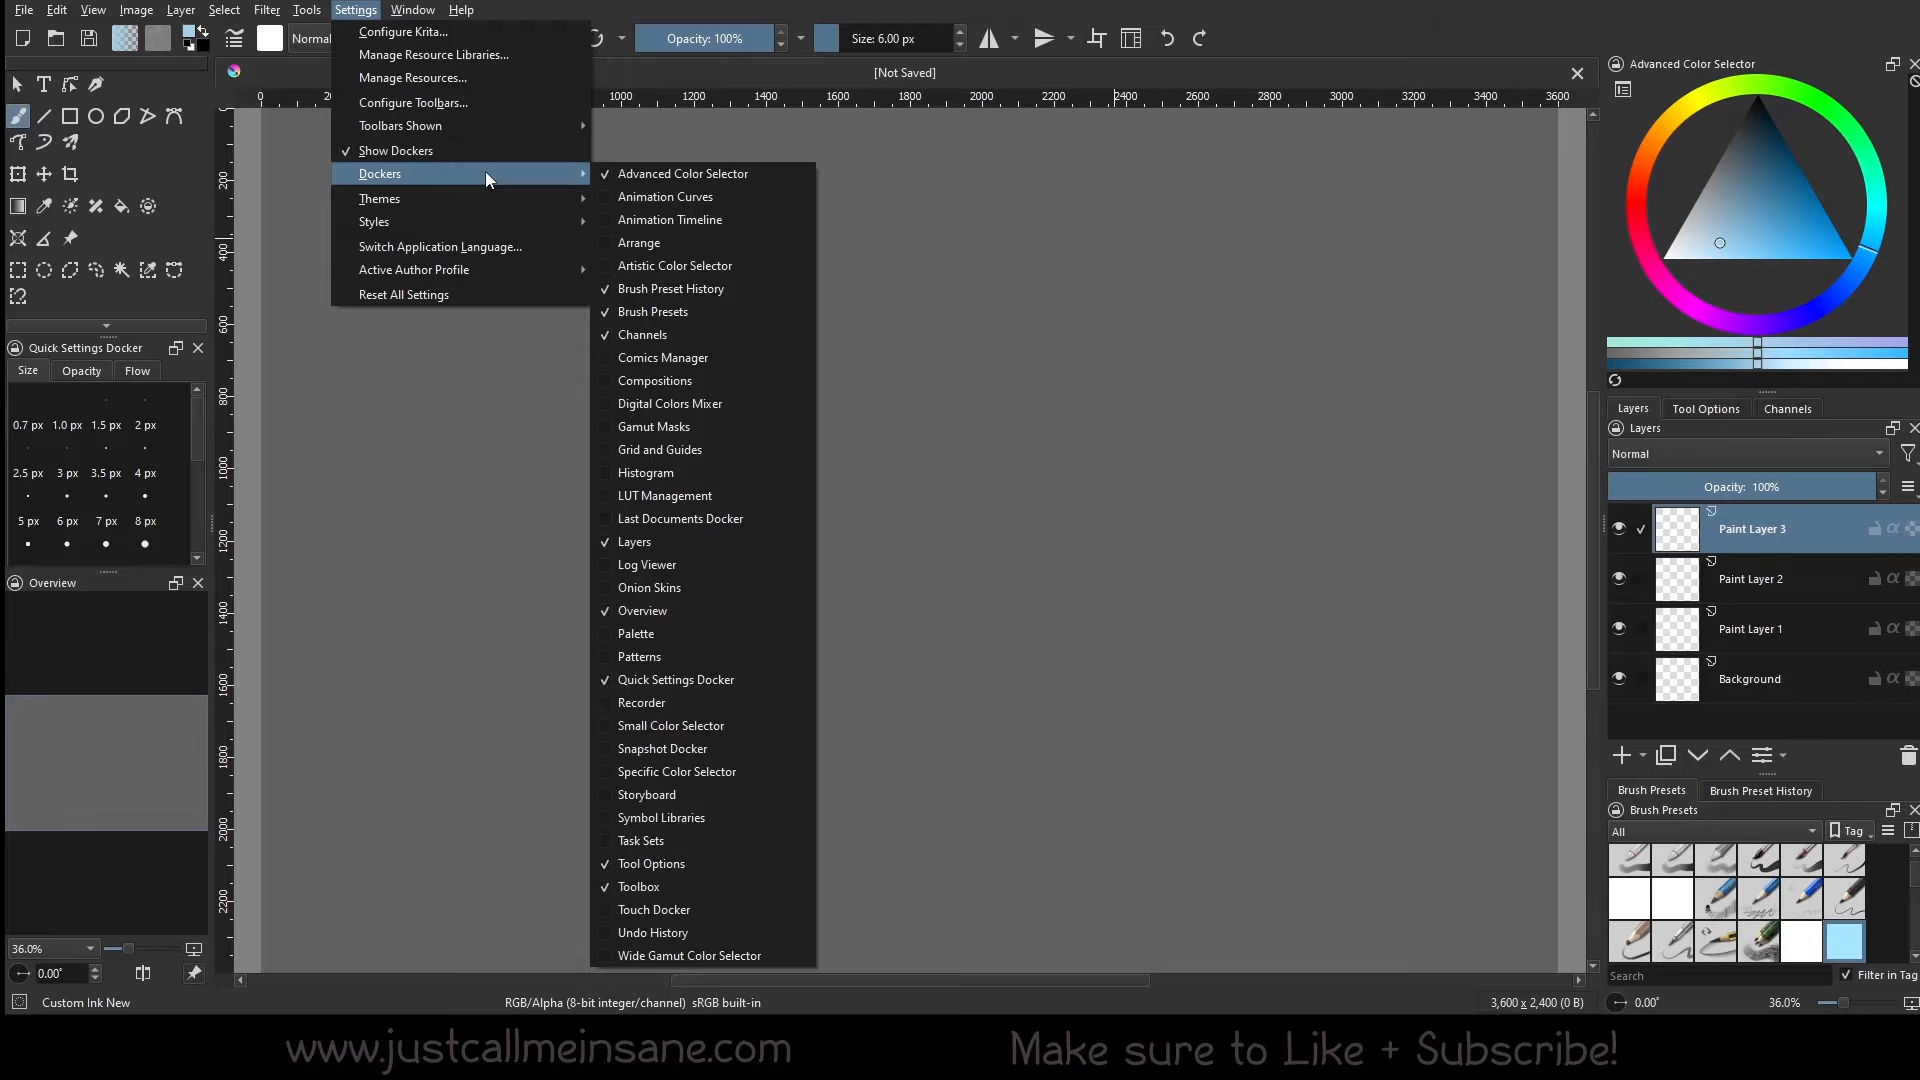 File Edit View Image Layer Select Filter Tools Settings Window Help
Normal
Opacity: 100%
Size: 6.00 px
[Not Saved]
Configure Krita...
Manage Resource Libraries...
Manage Resources...
Configure Toolbars...
Toolbars Shown
Show Dockers
Dockers
Themes
Styles
Switch Application Language...
Active Author Profile
Reset All Settings
Advanced Color Selector
Animation Curves
Animation Timeline
Arrange
Artistic Color Selector
Brush Preset History
Brush Presets
Channels
Comics Manager
Compositions
Digital Colors Mixer
Gamut Masks
Grid and Guides
Histogram
LUT Management
Last Documents Docker
Layers
Log Viewer
Onion Skins
Overview
Palette
Patterns
Quick Settings Docker
Recorder
Small Color Selector
Snapshot Docker
Specific Color Selector
Storyboard
Symbol Libraries
Task Sets
Tool Options
Toolbox
Touch Docker
Undo History
Wide Gamut Color Selector
0 1000 1200 1400 1600 1800 2000 2200 2400 2600 2800 3000 3200 3400 3600
200
400
600
800
1000
1200
1400
1600
1800
2000
2200
Quick Settings Docker
Size Opacity Flow
0.7 px 1.0 px 1.5 px 2 px
2.5 px 3 px 3.5 px 4 px
5 px 6 px 7 px 8 px
Overview
36.0%
0.00°
Custom Ink New
RGB/Alpha (8-bit integer/channel) sRGB built-in
3,600 x 2,400 (0 B)
0.00°
36.0%
Advanced Color Selector
Layers Tool Options Channels
Layers
Normal
Opacity: 100%
Paint Layer 3
Paint Layer 2
Paint Layer 1
Background
Brush Presets Brush Preset History
Brush Presets
All
Tag
Search
Filter in Tag
www.justcallmeinsane.com
Make sure to Like + Subscribe!